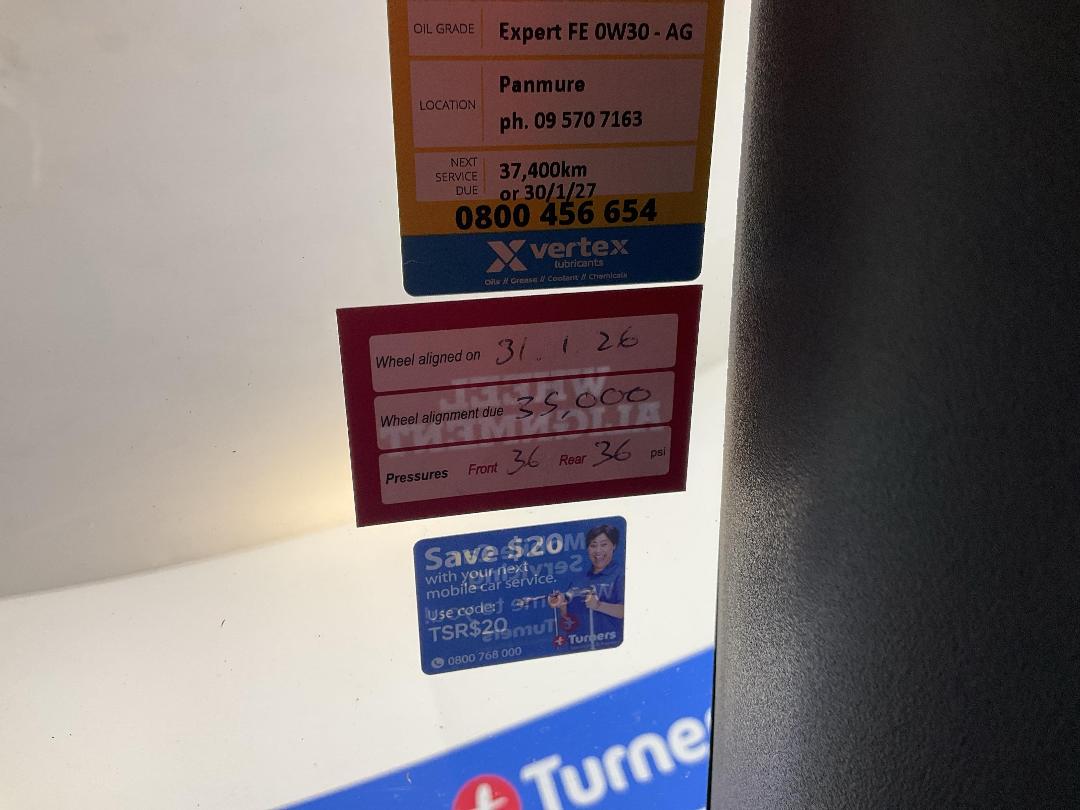 OIL GRADE Expert FE 0W30 - AG
LOCATION Panmure
ph. 09 570 7163
NEXT SERVICE DUE 37,400km
or 30/1/27
0800 456 654
vertex
lubricants
Oils // Grease // Coolant // Chemicals
Wheel aligned on 31. 1. 26
WHEEL
Wheel alignment due 35,000
ALIGNMENT
Pressures Front 36 Rear 36 psi
Save $20
with your next
mobile car service.
Use code:
TSR$20
Turners
0800 768 000
Turners